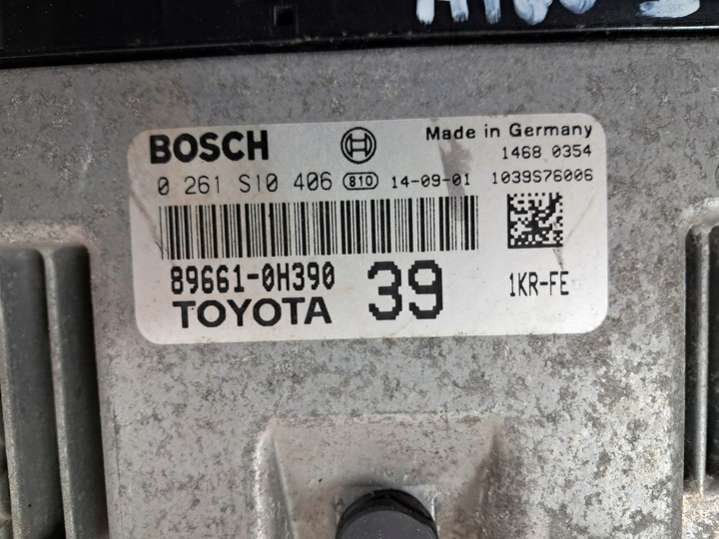 BOSCH
Made in Germany
1468 0354
0 261 S10 406 810 14-09-01 1039S76006
89661-0H390 39 1KR-FE
TOYOTA